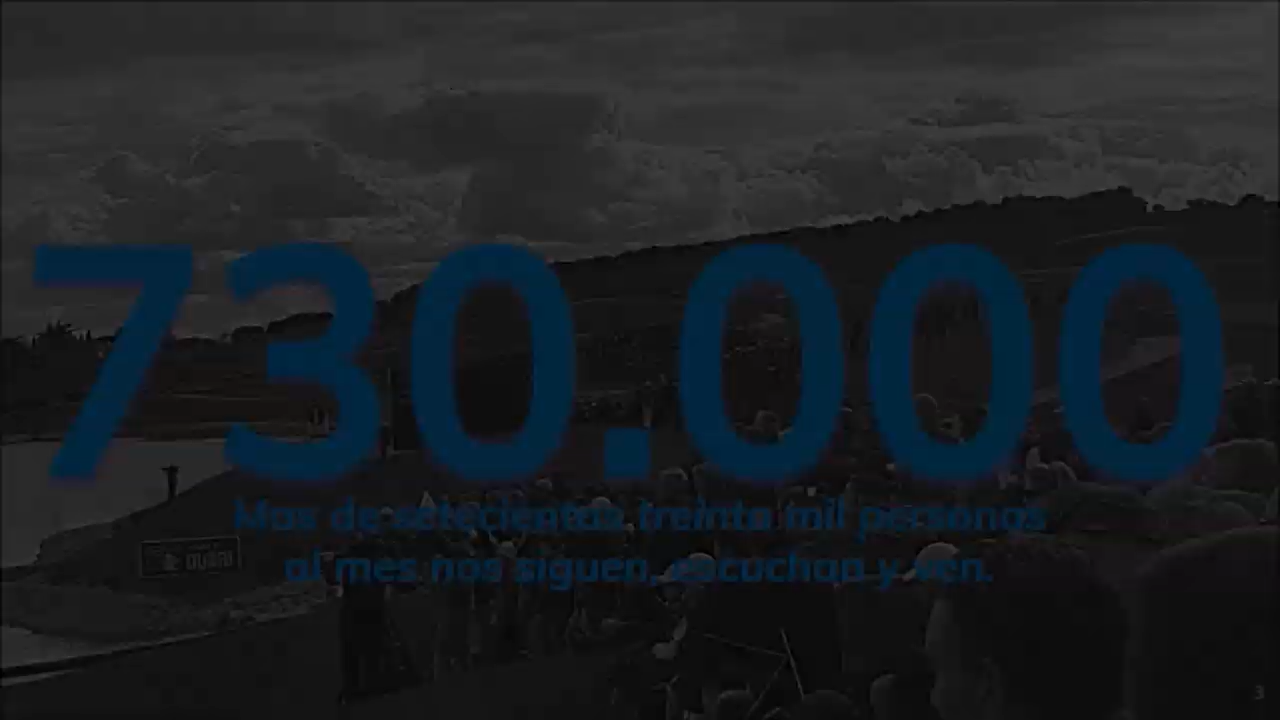 730.000
Mas de setecientas treinta mil personas
al mes nos siguen, escuchan y ven.
DUBAI
3